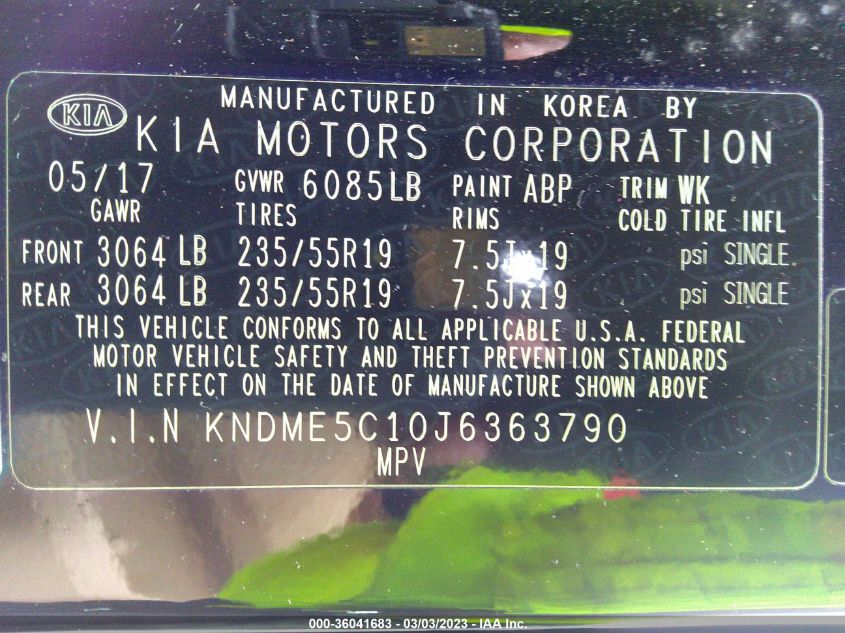 MANUFACTURED IN KOREA BY
KIA KIA MOTORS CORPORATION
05/17 GVWR 6085LB PAINT ABP TRIM WK
GAWR TIRES RIMS COLD TIRE INFL
FRONT 3064 LB 235/55R19 7.5Jx19 psi SINGLE
REAR 3064 LB 235/55R19 7.5Jx19 psi SINGLE
THIS VEHICLE CONFORMS TO ALL APPLICABLE U.S.A. FEDERAL
MOTOR VEHICLE SAFETY AND THEFT PREVENTION STANDARDS
IN EFFECT ON THE DATE OF MANUFACTURE SHOWN ABOVE
V.I.N KNDME5C10J6363790
MPV
000-36041683 - 03/03/2023 - IAA Inc.